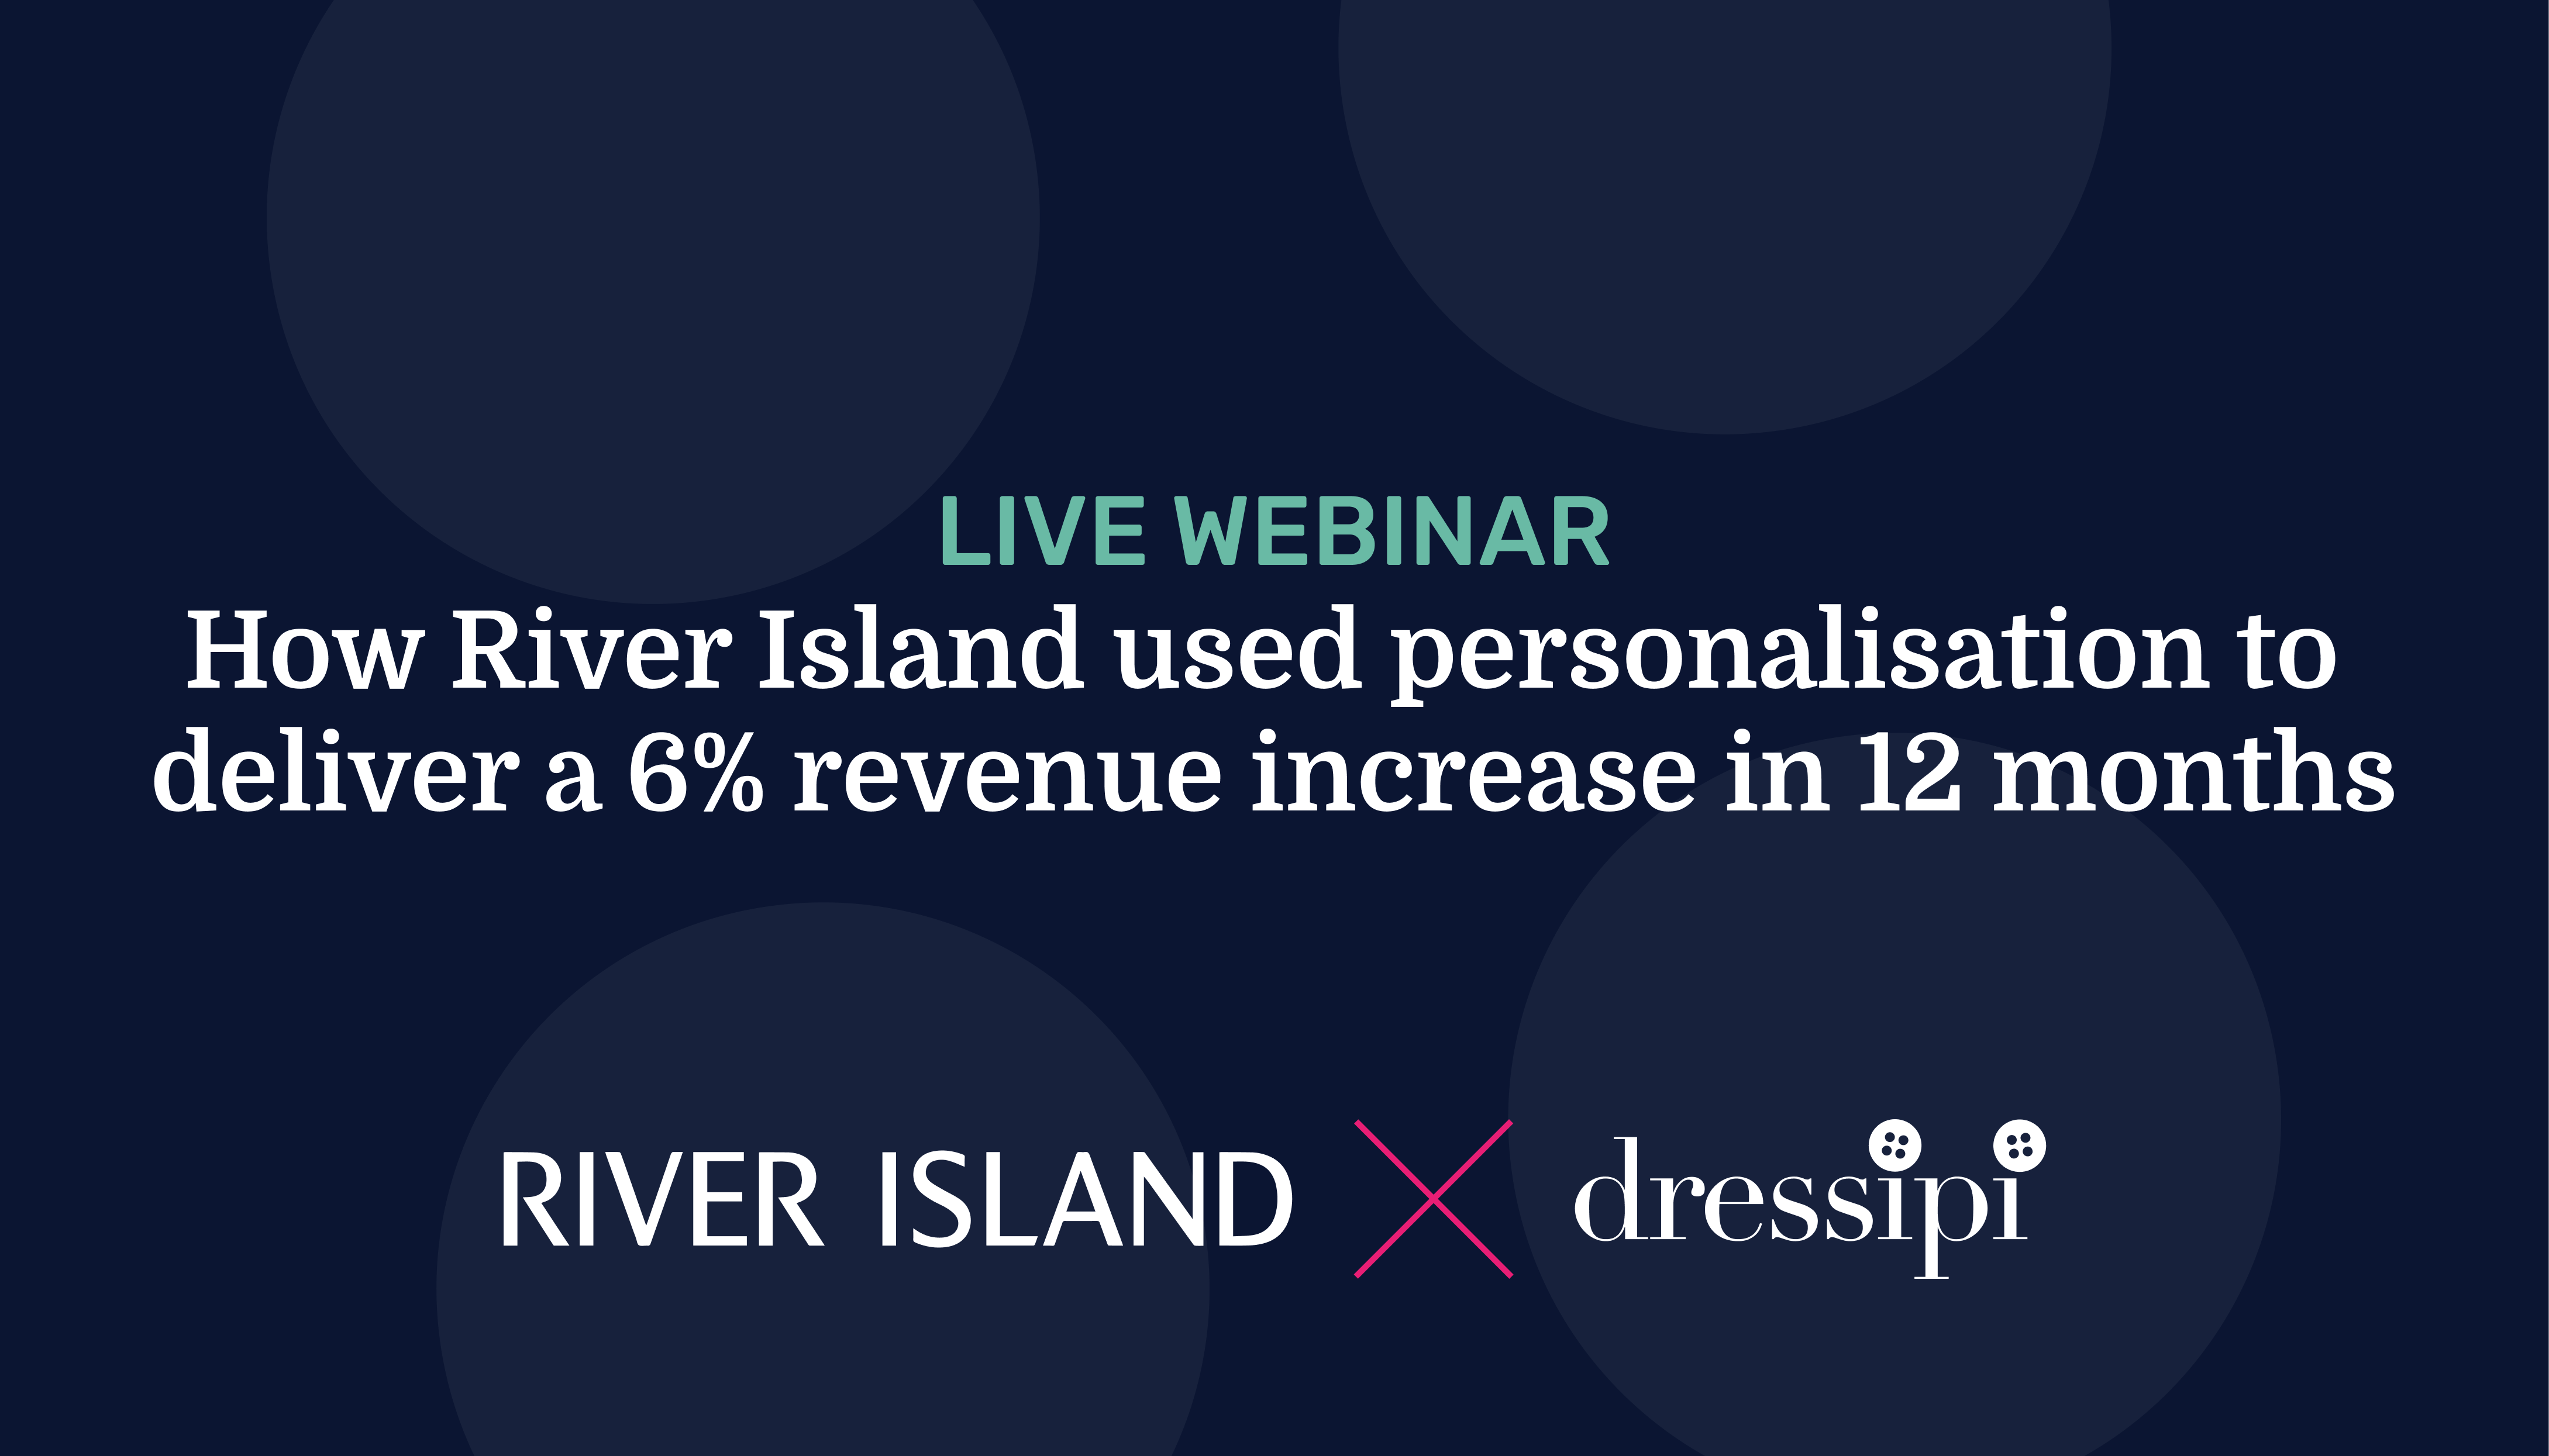 LIVE WEBINAR
How River Island used personalisation to
deliver a 6% revenue increase in 12 months
RIVER ISLAND
dressipi